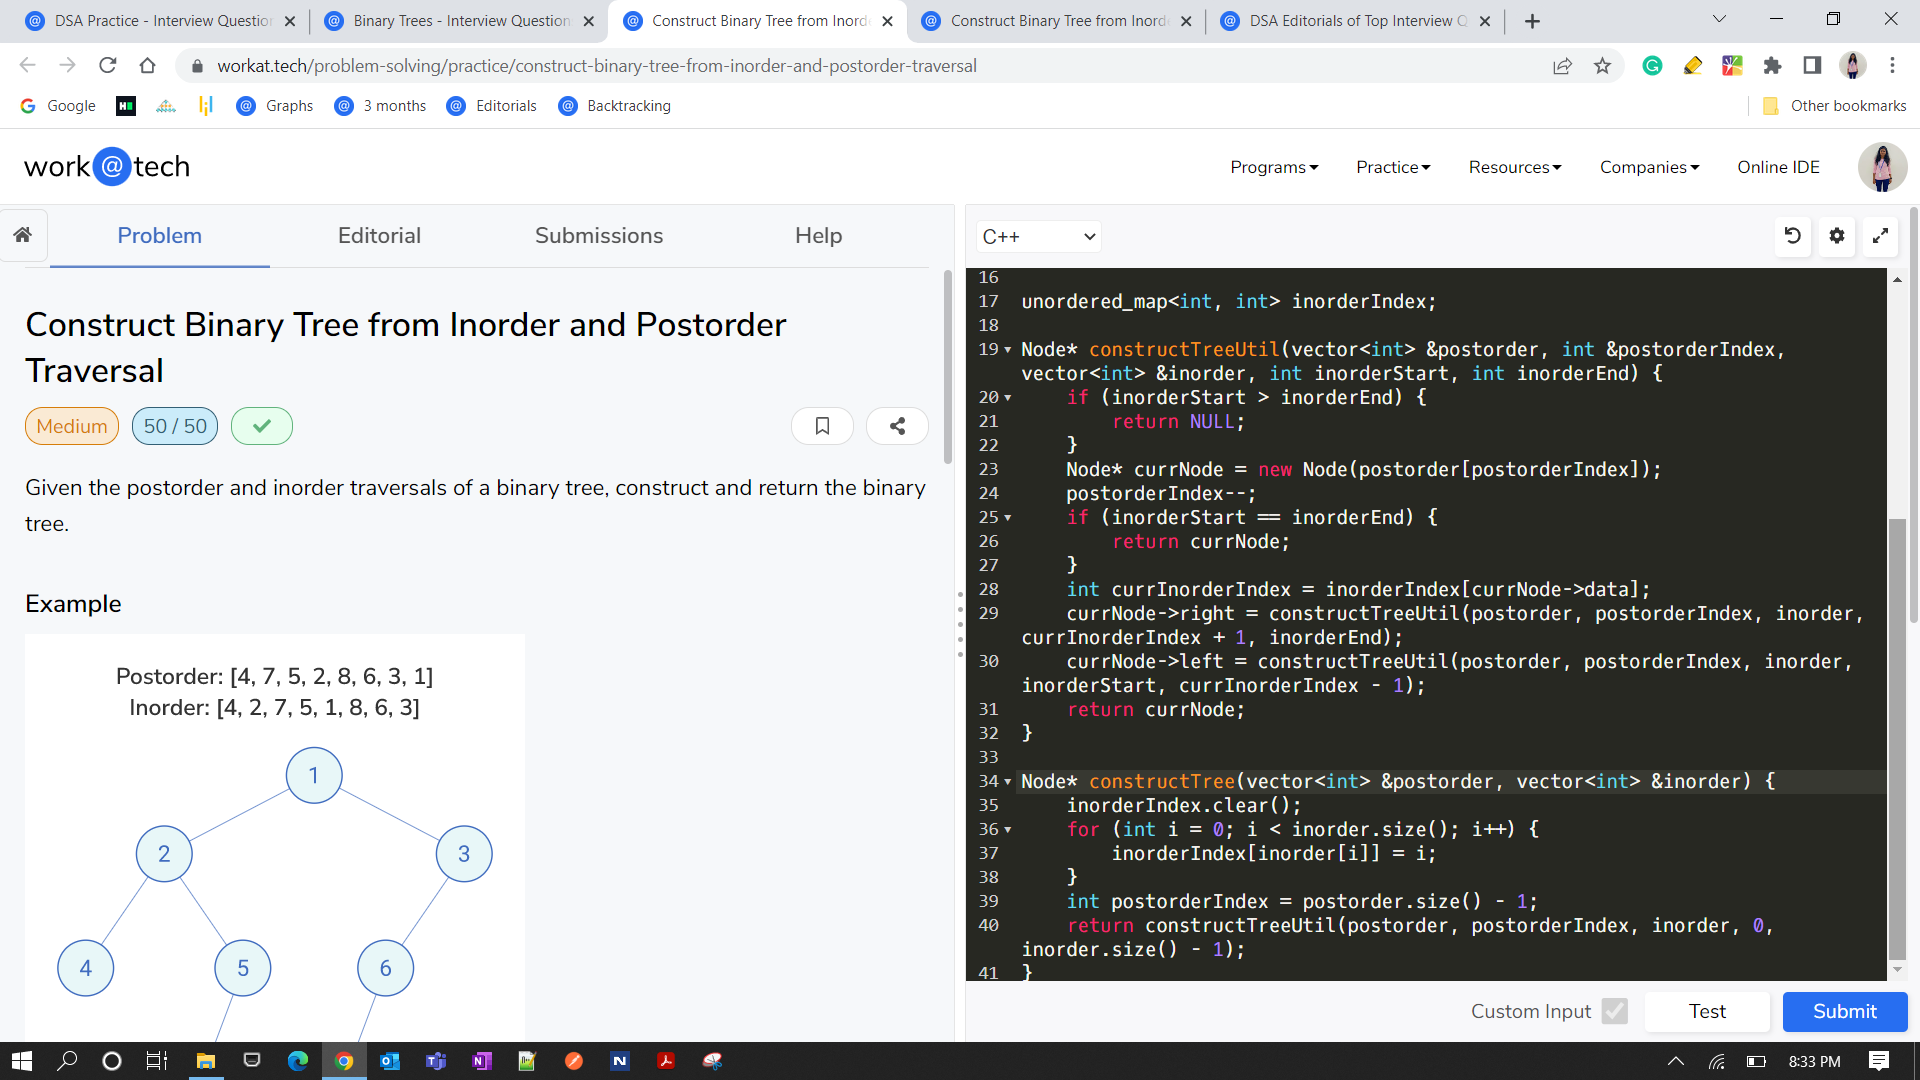 DSA Practice - Interview Question
Binary Trees - Interview Question
Construct Binary Tree from Inord
Construct Binary Tree from Inord
DSA Editorials of Top Interview Q
workat.tech/problem-solving/practice/construct-binary-tree-from-inorder-and-postorder-traversal
Google
Graphs
3 months
Editorials
Backtracking
Other bookmarks
work@tech
Programs
Practice
Resources
Companies
Online IDE
Problem
Editorial
Submissions
Help
C++
Construct Binary Tree from Inorder and Postorder
Traversal
Medium
50 / 50
Given the postorder and inorder traversals of a binary tree, construct and return the binary
tree.
Example
Postorder: [4, 7, 5, 2, 8, 6, 3, 1]
Inorder: [4, 2, 7, 5, 1, 8, 6, 3]
1
2
3
4
5
6
16
17 unordered_map<int, int> inorderIndex;
18
19 Node* constructTreeUtil(vector<int> &postorder, int &postorderIndex,
vector<int> &inorder, int inorderStart, int inorderEnd) {
20 if (inorderStart > inorderEnd) {
21 return NULL;
22 }
23 Node* currNode = new Node(postorder[postorderIndex]);
24 postorderIndex--;
25 if (inorderStart == inorderEnd) {
26 return currNode;
27 }
28 int currInorderIndex = inorderIndex[currNode->data];
29 currNode->right = constructTreeUtil(postorder, postorderIndex, inorder,
currInorderIndex + 1, inorderEnd);
30 currNode->left = constructTreeUtil(postorder, postorderIndex, inorder,
inorderStart, currInorderIndex - 1);
31 return currNode;
32 }
33
34 Node* constructTree(vector<int> &postorder, vector<int> &inorder) {
35 inorderIndex.clear();
36 for (int i = 0; i < inorder.size(); i++) {
37 inorderIndex[inorder[i]] = i;
38 }
39 int postorderIndex = postorder.size() - 1;
40 return constructTreeUtil(postorder, postorderIndex, inorder, 0,
inorder.size() - 1);
41 }
Custom Input
Test
Submit
8:33 PM